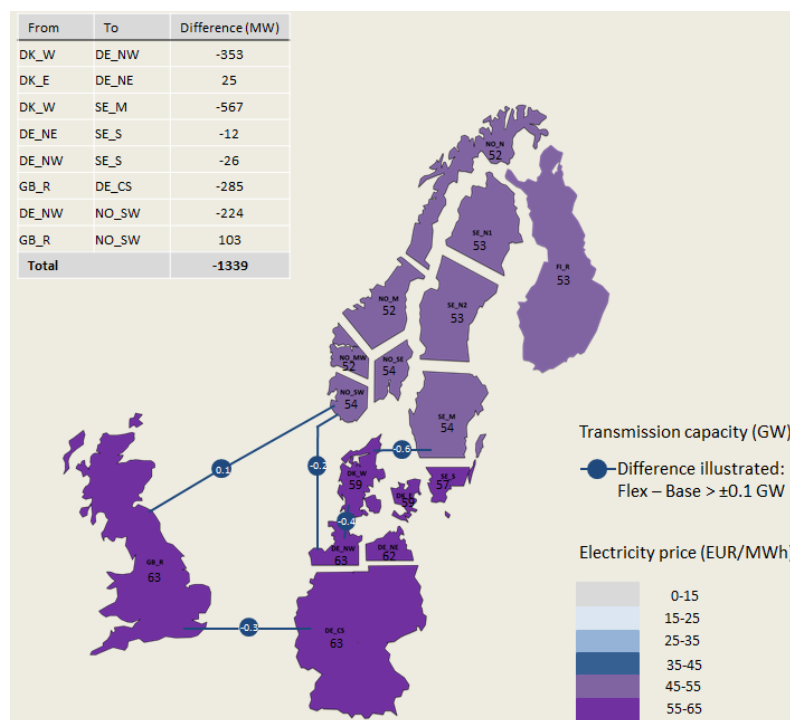 From To Difference (MW)
DK_W DE_NW -353
DK_E DE_NE 25
DK_W SE_M -567
DE_NE SE_S -12
DE_NW SE_S -26
GB_R DE_CS -285
DE_NW NO_SW -224
GB_R NO_SW 103
Total -1339
NO_N
52
SE_N1
53
FI_R
53
NO_M
52
SE_N2
53
NO_MW
52
NO_SE
54
NO_SW
54
SE_M
54
0.1
-0.2
-0.6
DK_W
59
SE_S
57
DK_E
59
-0.4
DE_NW
63
DE_NE
62
GB_R
63
-0.3
DE_CS
63
Transmission capacity (GW)
Difference illustrated:
Flex – Base > ±0.1 GW
Electricity price (EUR/MWh)
0-15
15-25
25-35
35-45
45-55
55-65